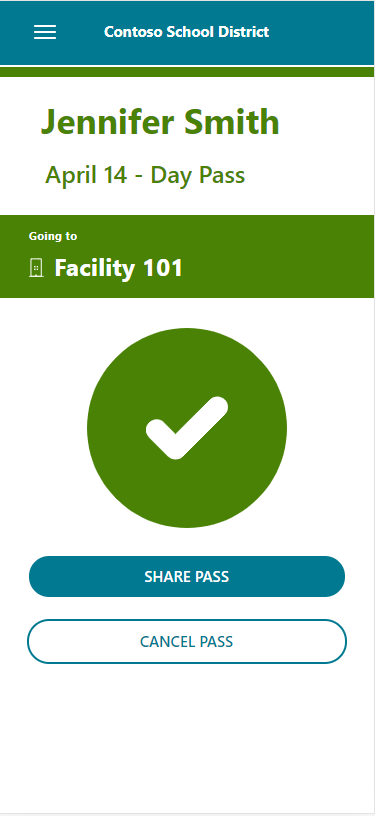 Contoso School District
Jennifer Smith
April 14 - Day Pass
Going to
Facility 101
SHARE PASS
CANCEL PASS